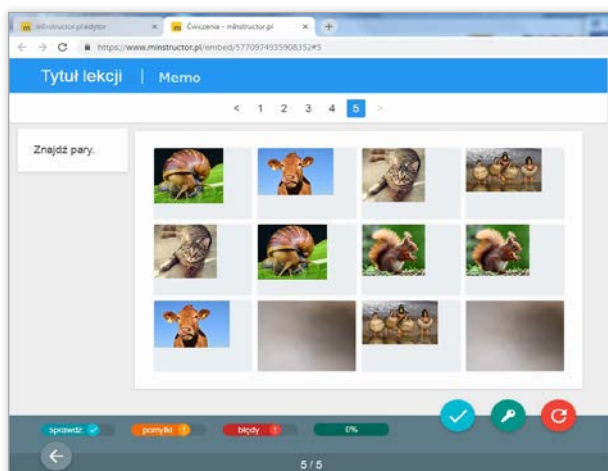 mInstructor.pl edytor
Ćwiczenia - mInstructor.pl
https://www.minstructor.pl/embed/5770974935908352#5
Tytuł lekcji | Memo
< 1 2 3 4 5 >
Znajdź pary.
sprawdź pomyłki błędy 0%
5 / 5